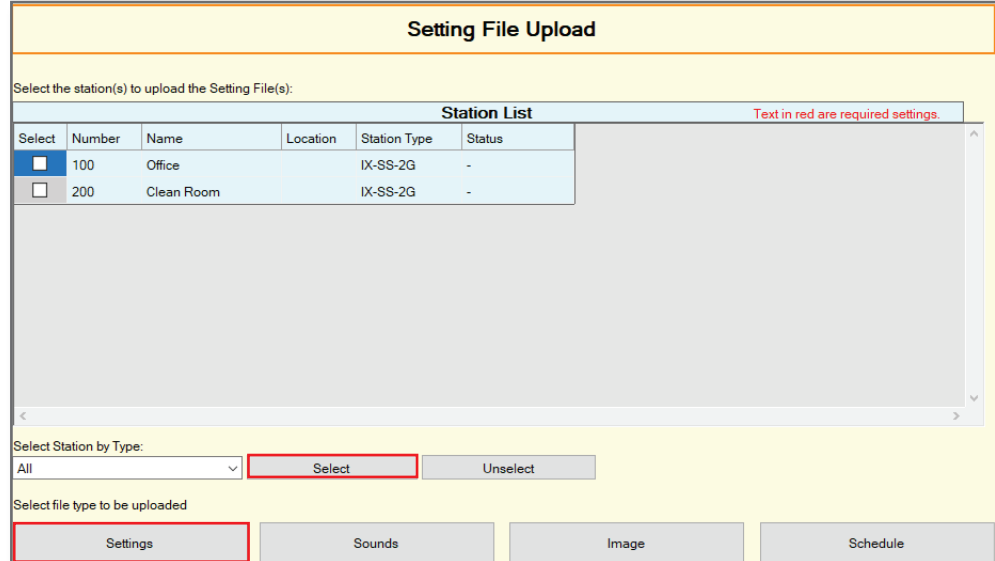 Setting File Upload
Select the station(s) to upload the Setting File(s):
Station List
Text in red are required settings.
Select Number Name Location Station Type Status
100 Office IX-SS-2G -
200 Clean Room IX-SS-2G -
Select Station by Type:
All Select Unselect
Select file type to be uploaded
Settings Sounds Image Schedule